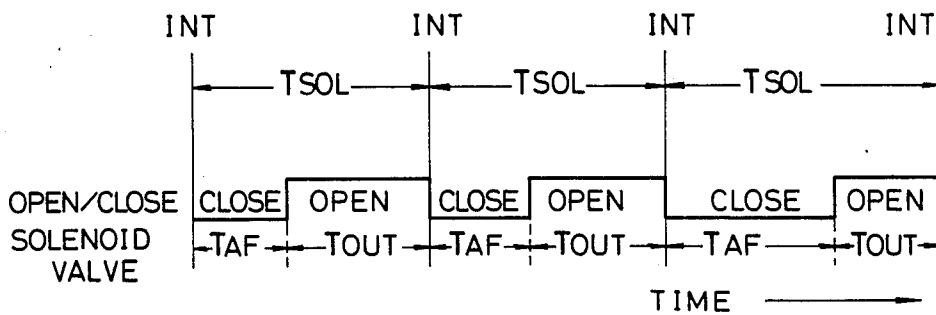 INT INT INT INT
TSOL TSOL TSOL
OPEN/CLOSE CLOSE OPEN CLOSE OPEN CLOSE OPEN
SOLENOID TAF TOUT TAF TOUT TAF TOUT
VALVE
TIME